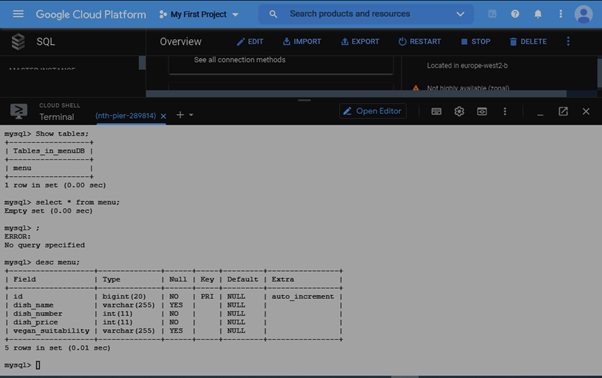 Google Cloud Platform My First Project Search products and resources
SQL Overview EDIT IMPORT EXPORT RESTART STOP DELETE
See all connection methods
Located in europe-west2-b
Not highly available (zonal)
CLOUD SHELL
Terminal (nth-pier-289814) × + Open Editor
mysql> Show tables;
+------------------+
| Tables_in_menuDB |
+------------------+
| menu             |
+------------------+
1 row in set (0.00 sec)
mysql> select * from menu;
Empty set (0.00 sec)
mysql> ;
ERROR:
No query specified
mysql> desc menu;
+-------------------+--------------+------+-----+---------+----------------+
| Field             | Type         | Null | Key | Default | Extra          |
+-------------------+--------------+------+-----+---------+----------------+
| id                | bigint(20)   | NO   | PRI | NULL    | auto_increment |
| dish_name         | varchar(255) | YES  |     | NULL    |                |
| dish_number       | int(11)      | NO   |     | NULL    |                |
| dish_price        | int(11)      | NO   |     | NULL    |                |
| vegan_suitability | varchar(255) | YES  |     | NULL    |                |
+-------------------+--------------+------+-----+---------+----------------+
5 rows in set (0.01 sec)
mysql>